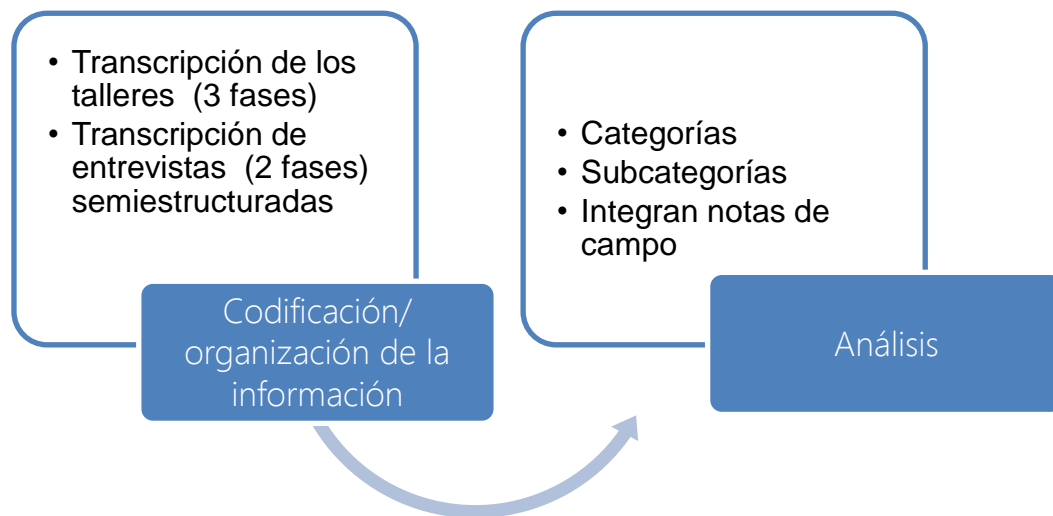 • Transcripción de los
talleres (3 fases)
• Transcripción de
entrevistas (2 fases)
semiestructuradas
Codificación/
organización de la
información
• Categorías
• Subcategorías
• Integran notas de
campo
Análisis